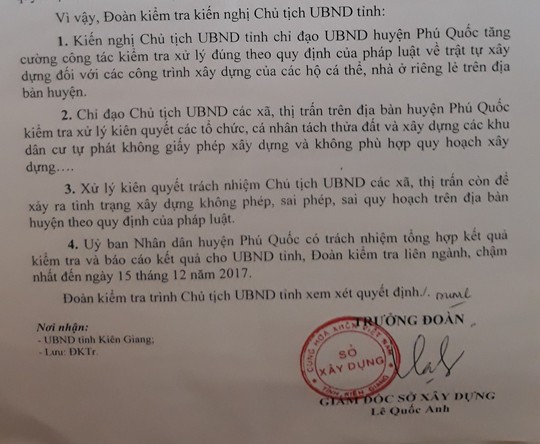 Vì vậy, Đoàn kiểm tra kiến nghị Chủ tịch UBND tỉnh:
1. Kiến nghị Chủ tịch UBND tỉnh chỉ đạo UBND huyện Phú Quốc tăng
cường công tác kiểm tra xử lý đúng theo quy định của pháp luật về trật tự xây
dựng đối với các công trình xây dựng của các hộ cá thể, nhà ở riêng lẻ trên địa
bàn huyện.
2. Chỉ đạo Chủ tịch UBND các xã, thị trấn trên địa bàn huyện Phú Quốc
kiểm tra xử lý kiên quyết các tổ chức, cá nhân tách thửa đất và xây dựng các khu
dân cư tự phát không giấy phép xây dựng và không phù hợp quy hoạch xây
dựng….
3. Xử lý kiên quyết trách nhiệm Chủ tịch UBND các xã, thị trấn còn để
xảy ra tình trạng xây dựng không phép, sai phép, sai quy hoạch trên địa bàn
huyện theo quy định của pháp luật.
4. Uỷ ban Nhân dân huyện Phú Quốc có trách nhiệm tổng hợp kết quả
kiểm tra và báo cáo kết quả cho UBND tỉnh, Đoàn kiểm tra liên ngành, chậm
nhất đến ngày 15 tháng 12 năm 2017.
Đoàn kiểm tra trình Chủ tịch UBND tỉnh xem xét quyết định./.
Nơi nhận:
- UBND tỉnh Kiên Giang;
- Lưu: ĐKTr.
TRƯỞNG ĐOÀN
CỘNG HÒA XHCN VIỆT NAM
SỞ
XÂY DỰNG
TỈNH KIÊN GIANG
GIÁM ĐỐC SỞ XÂY DỰNG
Lê Quốc Anh